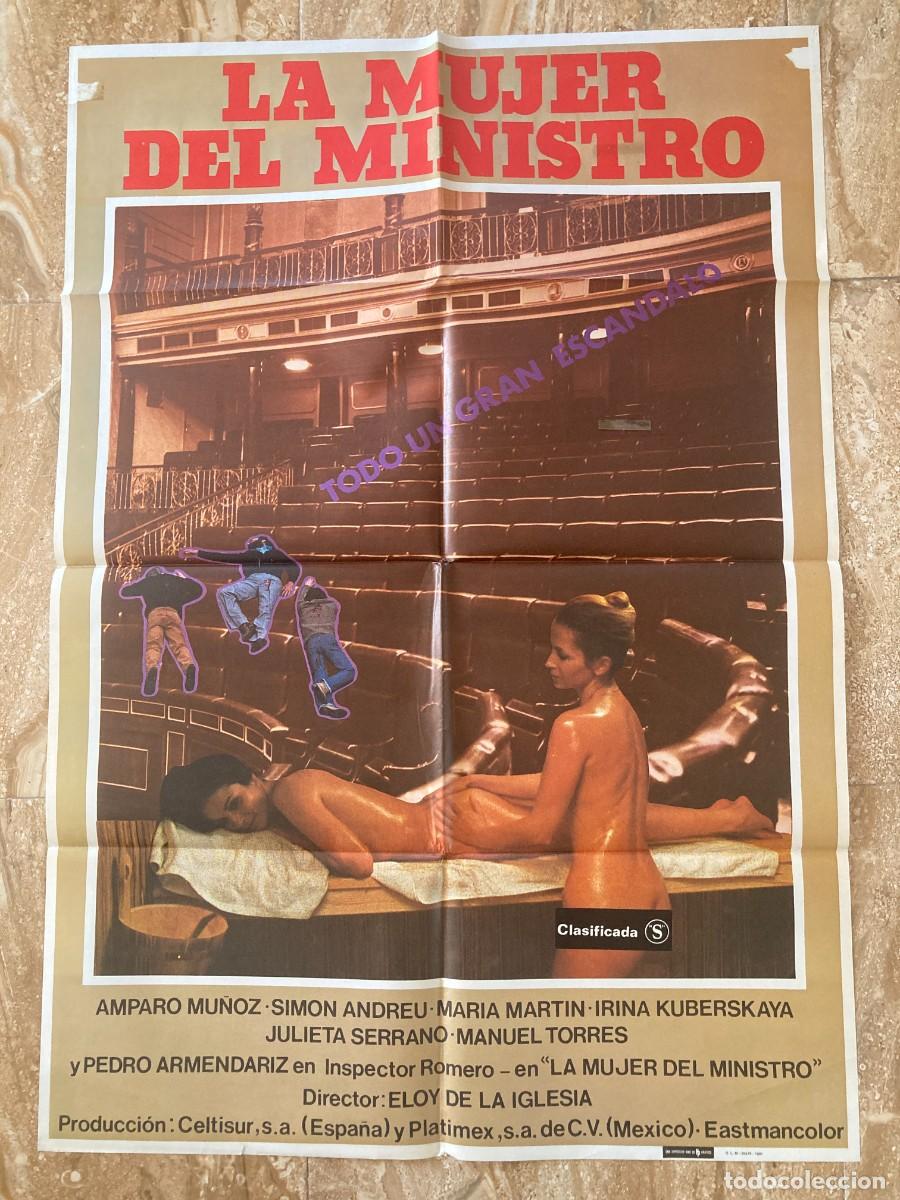 LA MUJER
DEL MINISTRO
TODO UN GRAN ESCANDALO
Clasificada "S"
AMPARO MUÑOZ·SIMON ANDREU·MARIA MARTIN·IRINA KUBERSKAYA
JULIETA SERRANO·MANUEL TORRES
y PEDRO ARMENDARIZ en Inspector Romero – en "LA MUJER DEL MINISTRO"
Director: ELOY DE LA IGLESIA
Producción: Celtisur, s.a. (España) y Platimex, s.a. de C.V. (Mexico)·Eastmancolor
todocoleccion